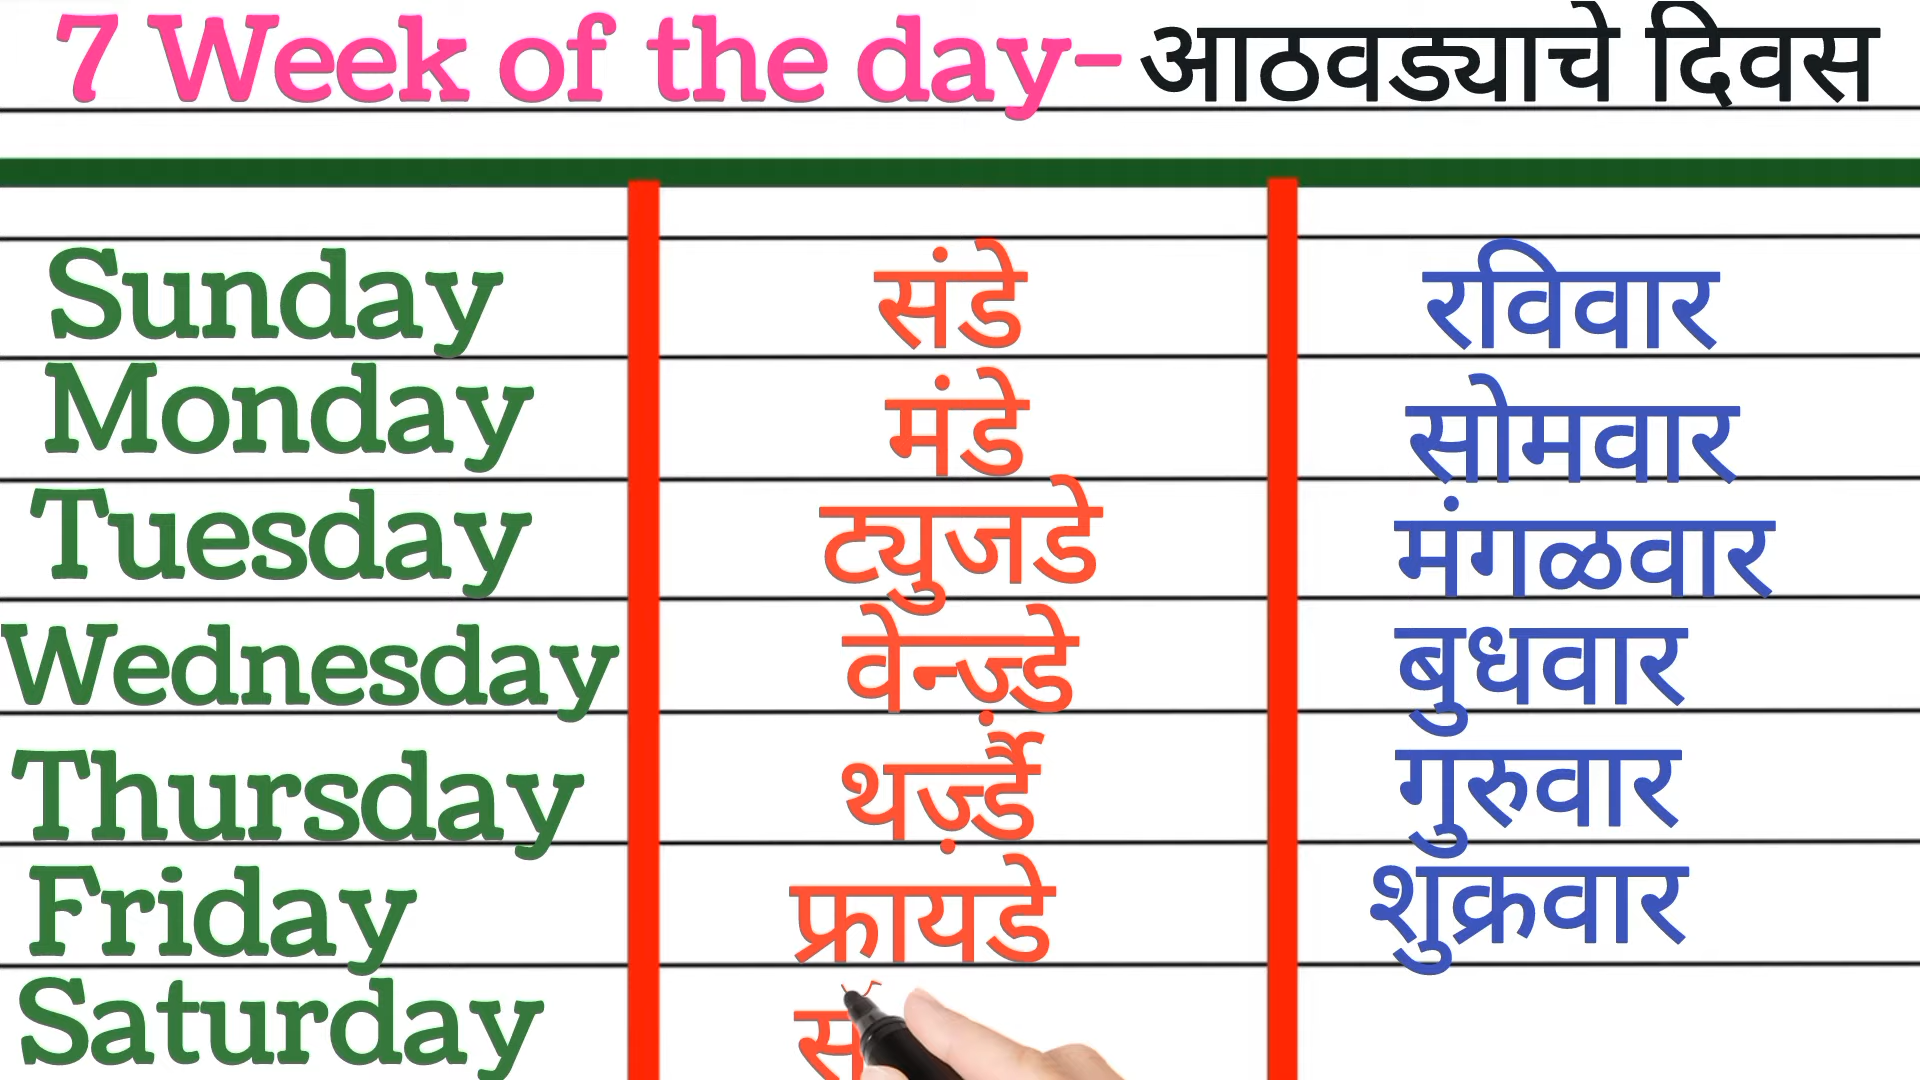 7 Week of the day-आठवड्याचे दिवस
Sunday संडे रविवार
Monday मंडे सोमवार
Tuesday ट्युजडे मंगळवार
Wednesday वेन्ज़्डे बुधवार
Thursday थर्ज़्डै गुरुवार
Friday फ्रायडे शुक्रवार
Saturday